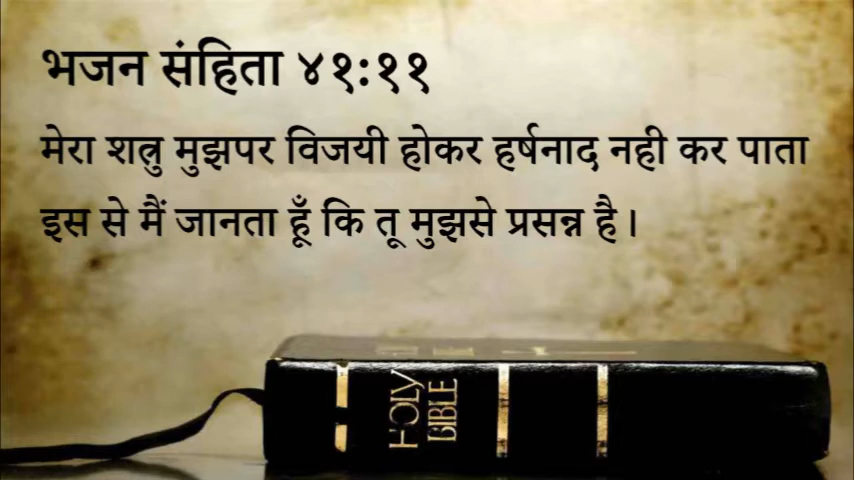 भजन संहिता ४१:११
मेरा शत्रु मुझपर विजयी होकर हर्षनाद नही कर पाता
इस से मैं जानता हूँ कि तू मुझसे प्रसन्न है।
HOLY
BIBLE